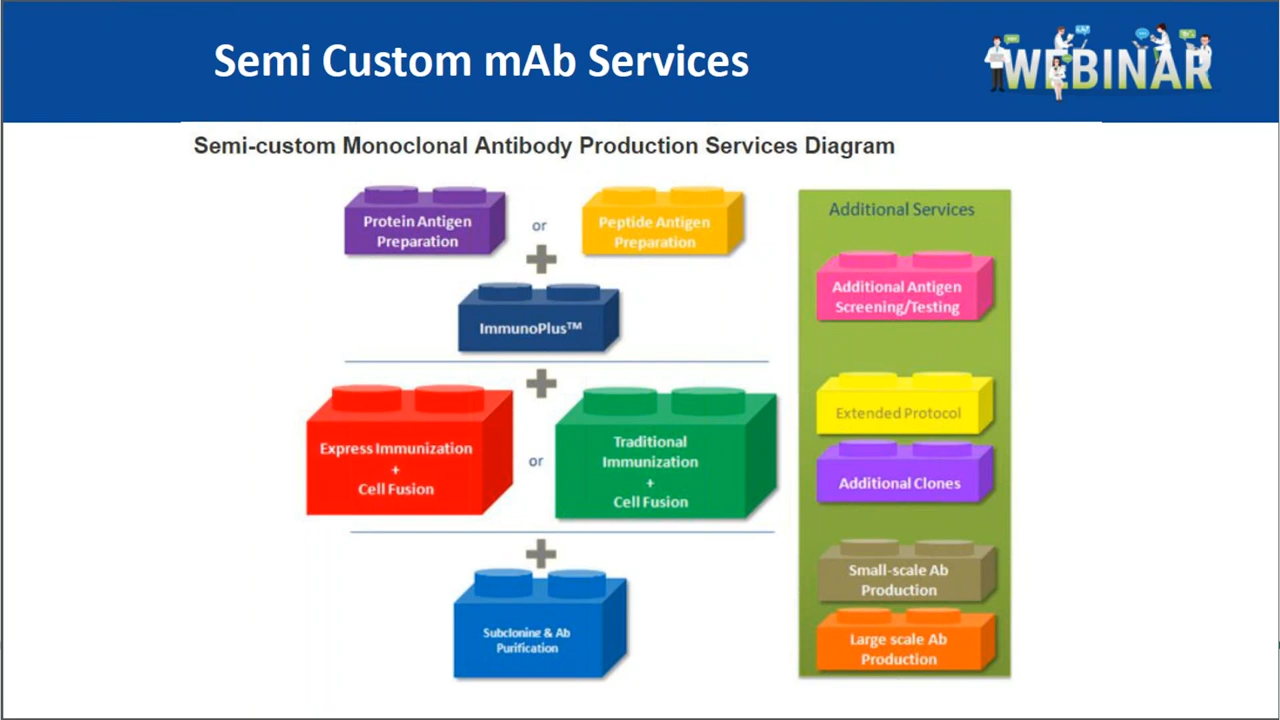 Semi Custom mAb Services
WEBINAR
Semi-custom Monoclonal Antibody Production Services Diagram
Protein Antigen
Preparation
or
Peptide Antigen
Preparation
ImmunoPlus™
Express Immunization
+
Cell Fusion
or
Traditional
Immunization
+
Cell Fusion
Subclonine & Ab
Purification
Additional Services
Additional Antigen
Screening/Testing
Extended Protocol
Additional Clones
Small-scale Ab
Production
Large scale Ab
Production